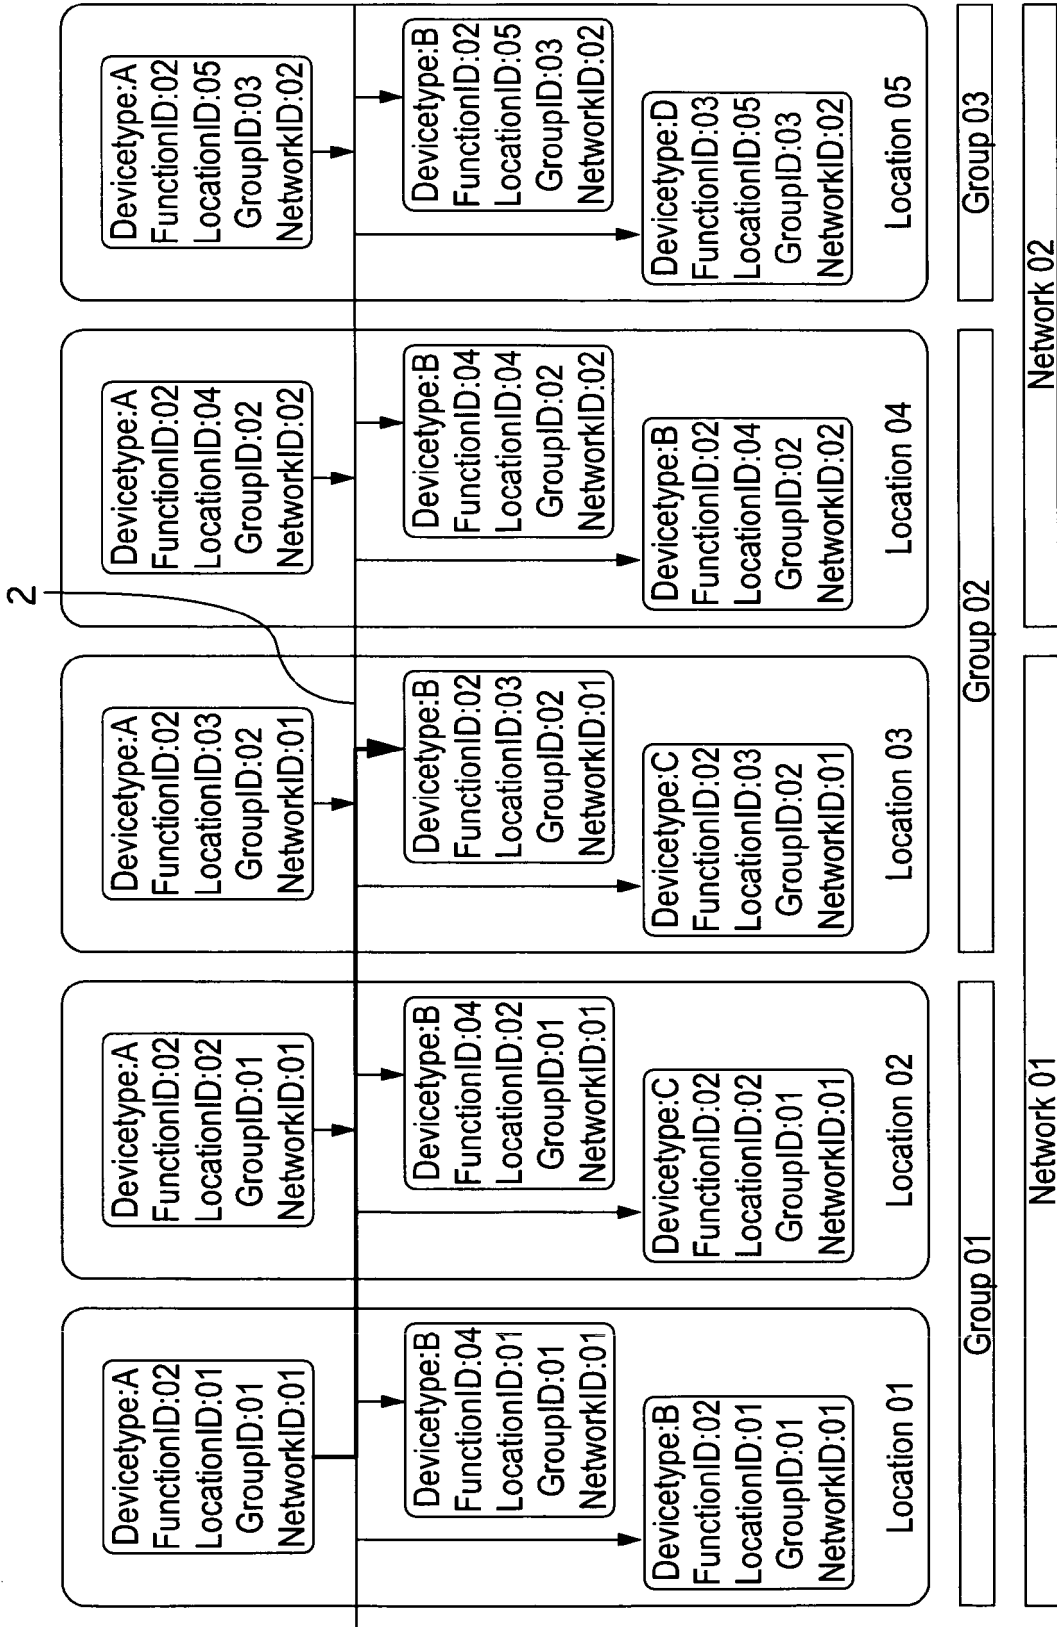 2
Devicetype:A
FunctionID:02
LocationID:01
GroupID:01
NetworkID:01
Devicetype:B
FunctionID:04
LocationID:01
GroupID:01
NetworkID:01
Devicetype:B
FunctionID:02
LocationID:01
GroupID:01
NetworkID:01
Location 01
Devicetype:A
FunctionID:02
LocationID:02
GroupID:01
NetworkID:01
Devicetype:B
FunctionID:04
LocationID:02
GroupID:01
NetworkID:01
Devicetype:C
FunctionID:02
LocationID:02
GroupID:01
NetworkID:01
Location 02
Devicetype:A
FunctionID:02
LocationID:03
GroupID:02
NetworkID:01
Devicetype:B
FunctionID:02
LocationID:03
GroupID:02
NetworkID:01
Devicetype:C
FunctionID:02
LocationID:03
GroupID:02
NetworkID:01
Location 03
Devicetype:A
FunctionID:02
LocationID:04
GroupID:02
NetworkID:02
Devicetype:B
FunctionID:04
LocationID:04
GroupID:02
NetworkID:02
Devicetype:B
FunctionID:02
LocationID:04
GroupID:02
NetworkID:02
Location 04
Devicetype:A
FunctionID:02
LocationID:05
GroupID:03
NetworkID:02
Devicetype:B
FunctionID:02
LocationID:05
GroupID:03
NetworkID:02
Devicetype:D
FunctionID:03
LocationID:05
GroupID:03
NetworkID:02
Location 05
Group 01
Group 02
Group 03
Network 01
Network 02